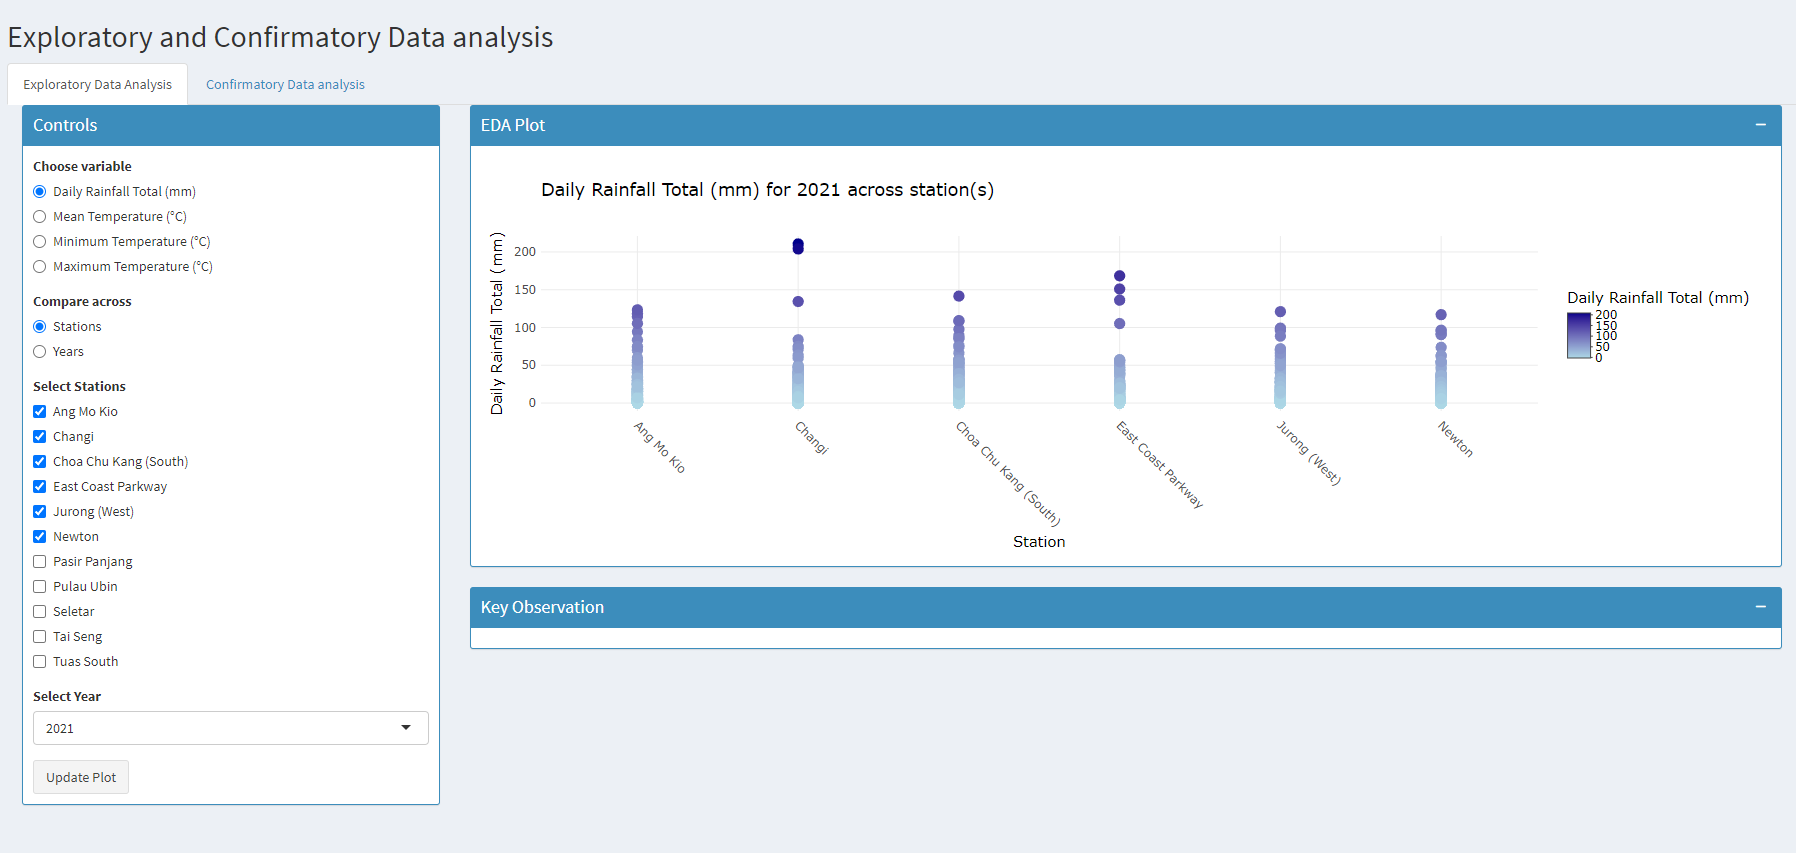 Exploratory and Confirmatory Data analysis
Exploratory Data Analysis
Confirmatory Data analysis
Controls
Choose variable
Daily Rainfall Total (mm)
Mean Temperature (°C)
Minimum Temperature (°C)
Maximum Temperature (°C)
Compare across
Stations
Years
Select Stations
Ang Mo Kio
Changi
Choa Chu Kang (South)
East Coast Parkway
Jurong (West)
Newton
Pasir Panjang
Pulau Ubin
Seletar
Tai Seng
Tuas South
Select Year
2021
Update Plot
EDA Plot
Daily Rainfall Total (mm) for 2021 across station(s)
Daily Rainfall Total (mm)
200
150
100
50
0
Ang Mo Kio
Changi
Choa Chu Kang (South)
East Coast Parkway
Jurong (West)
Newton
Station
Daily Rainfall Total (mm)
200
150
100
50
0
Key Observation